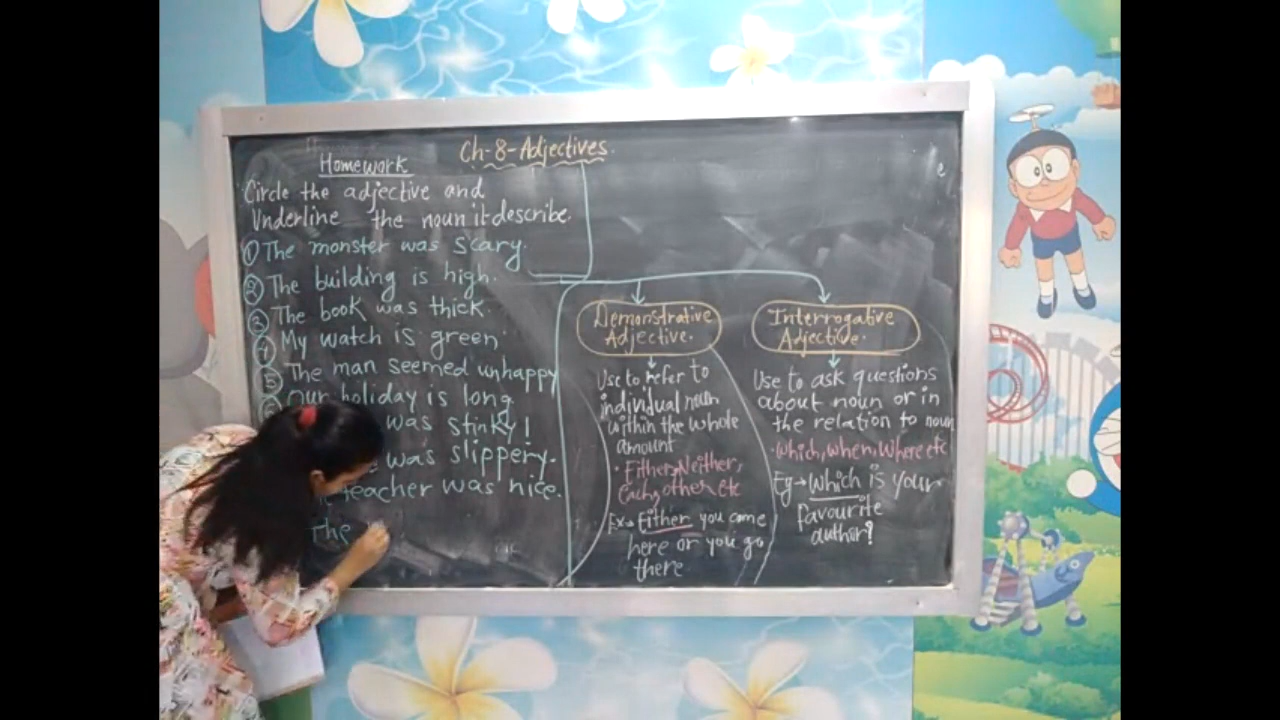 Ch-8-Adjectives.
Homework
Circle the adjective and
Underline the noun it describe.
① The monster was scary.
② The building is high.
③ The book was thick.
④ My watch is green
⑤ The man seemed unhappy
⑥ Our holiday is long
was stinky!
was slippery.
teacher was nice.
The
Demonstrative
Adjective.
Use to refer to
individual noun
within the whole
amount
• Either, Neither,
Each, other etc
Ex→ Either you come
here or you go
there
Interrogative
Adjective.
Use to ask questions
about noun or in
the relation to noun
• which, when, where etc
Eg→ Which is your
favourite
author?